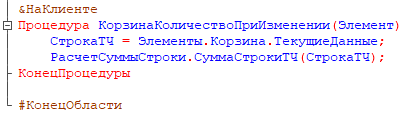 &НаКлиенте
Процедура КорзинаКоличествоПриИзменении(Элемент)
СтрокаТЧ = Элементы.Корзина.ТекущиеДанные;
РасчетСуммыСтроки.СуммаСтрокиТЧ(СтрокаТЧ);
КонецПроцедуры
#КонецОбласти